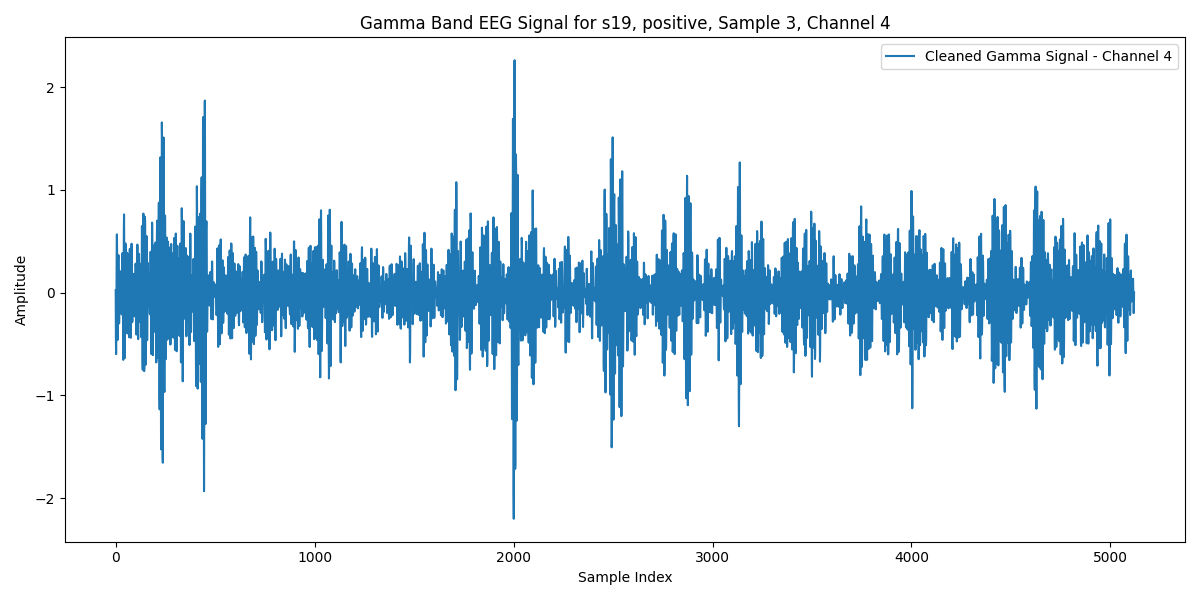 Gamma Band EEG Signal for s19, positive, Sample 3, Channel 4
Cleaned Gamma Signal - Channel 4
Amplitude
2
1
0
−1
−2
0 1000 2000 3000 4000 5000
Sample Index